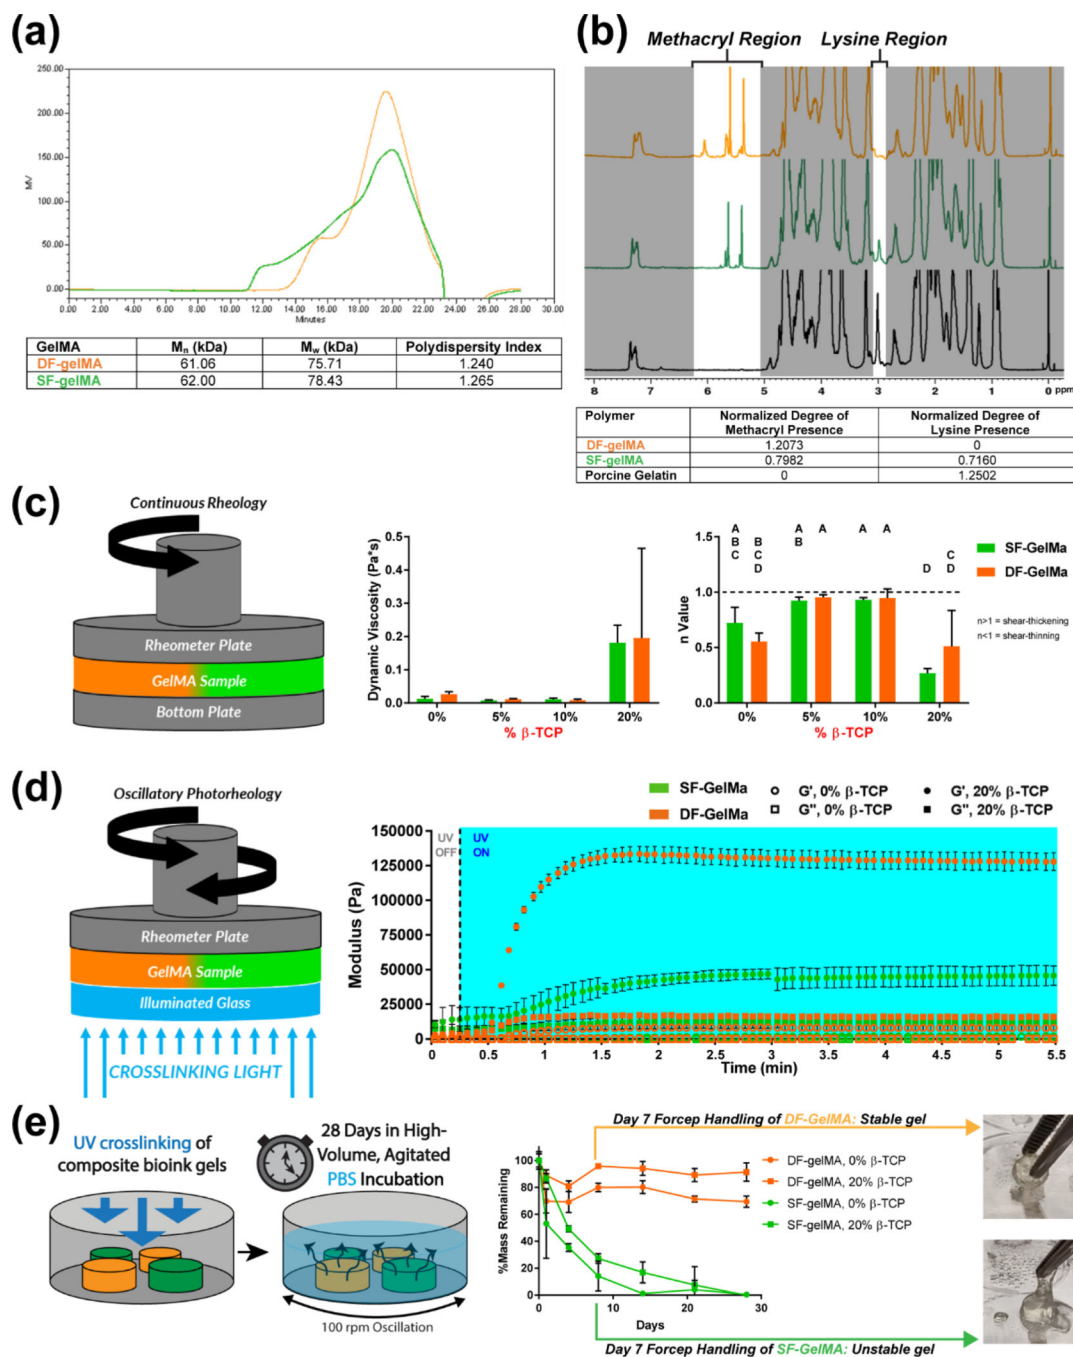 (a)
250.00
200.00
150.00
100.00
50.00
0.00
MV
0.00 2.00 4.00 6.00 8.00 10.00 12.00 14.00 16.00 18.00 20.00 22.00 24.00 26.00 28.00 30.00
Minutes
GelMA Mn (kDa) Mw (kDa) Polydispersity Index
DF-gelMA 61.06 75.71 1.240
SF-gelMA 62.00 78.43 1.265
(b)
Methacryl Region Lysine Region
8 7 6 5 4 3 2 1 0 ppm
Polymer Normalized Degree of Methacryl Presence Normalized Degree of Lysine Presence
DF-gelMA 1.2073 0
SF-gelMA 0.7982 0.7160
Porcine Gelatin 0 1.2502
(c)
Continuous Rheology
Rheometer Plate
GelMA Sample
Bottom Plate
Dynamic Viscosity (Pa*s)
0.5
0.4
0.3
0.2
0.1
0.0
0% 5% 10% 20%
% β-TCP
n Value
1.5
1.0
0.5
0.0
A B C
B C D
A B
A
A
A
D
C D
0% 5% 10% 20%
% β-TCP
SF-GelMa
DF-GelMa
n>1 = shear-thickening
n<1 = shear-thinning
(d)
Oscillatory Photorheology
Rheometer Plate
GelMA Sample
Illuminated Glass
CROSSLINKING LIGHT
SF-GelMa
DF-GelMa
G', 0% β-TCP
G'', 0% β-TCP
G', 20% β-TCP
G'', 20% β-TCP
Modulus (Pa)
150000
125000
100000
75000
50000
25000
0
UV OFF
UV ON
0 0.5 1 1.5 2 2.5 3 3.5 4 4.5 5 5.5
Time (min)
(e)
UV crosslinking of
composite bioink gels
28 Days in High-
Volume, Agitated
PBS Incubation
100 rpm Oscillation
Day 7 Forcep Handling of DF-GelMA: Stable gel
%Mass Remaining
100
80
60
40
20
0
0 10 20 30
Days
DF-gelMA, 0% β-TCP
DF-gelMA, 20% β-TCP
SF-gelMA, 0% β-TCP
SF-gelMA, 20% β-TCP
Day 7 Forcep Handling of SF-GelMA: Unstable gel